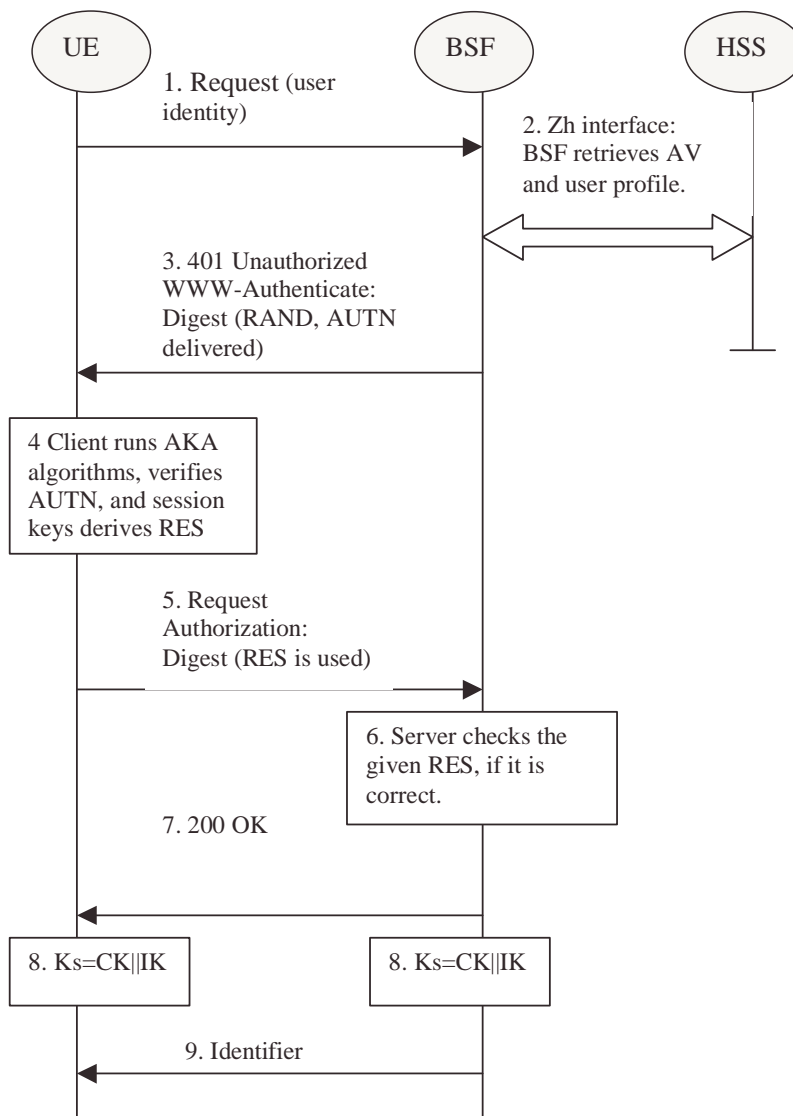 UE
BSF
HSS
1. Request (user
identity)
2. Zh interface:
BSF retrieves AV
and user profile.
3. 401 Unauthorized
WWW-Authenticate:
Digest (RAND, AUTN
delivered)
4 Client runs AKA
algorithms, verifies
AUTN, and session
keys derives RES
5. Request
Authorization:
Digest (RES is used)
6. Server checks the
given RES, if it is
correct.
7. 200 OK
8. Ks=CK||IK
8. Ks=CK||IK
9. Identifier